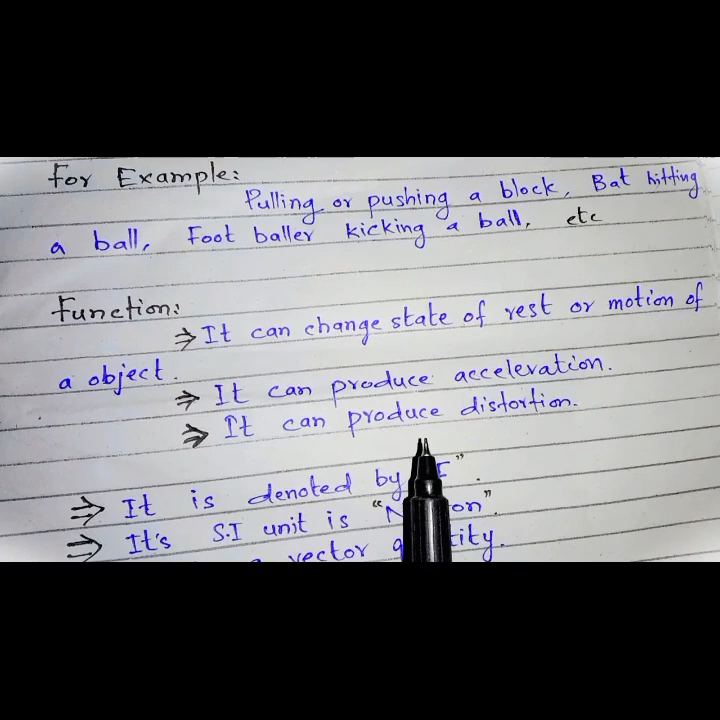 For Example:
Pulling or pushing a block, Bat hitting
a ball, Foot baller kicking a ball, etc
Function:
⇒ It can change state of rest or motion of
a object.
⇒ It can produce acceleration.
⇒ It can produce distortion.
⇒ It is denoted by F".
⇒ It's S.I unit is
vector